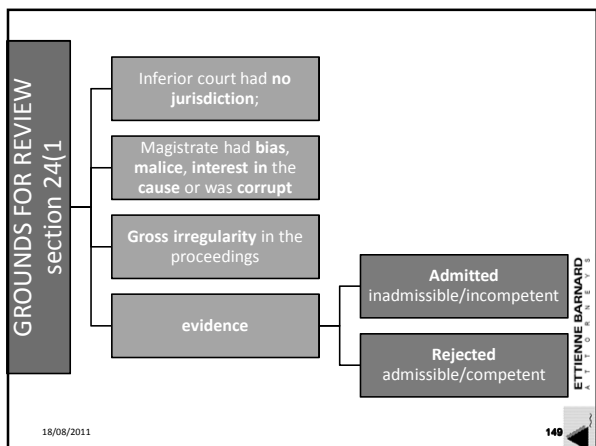 GROUNDS FOR REVIEW
section 24(1
Inferior court had no
jurisdiction;
Magistrate had bias,
malice, interest in the
cause or was corrupt
Gross irregularity in the
proceedings
evidence
Admitted
inadmissible/incompetent
Rejected
admissible/competent
ETTIENNE BARNARD
ATTORNEYS
18/08/2011
149